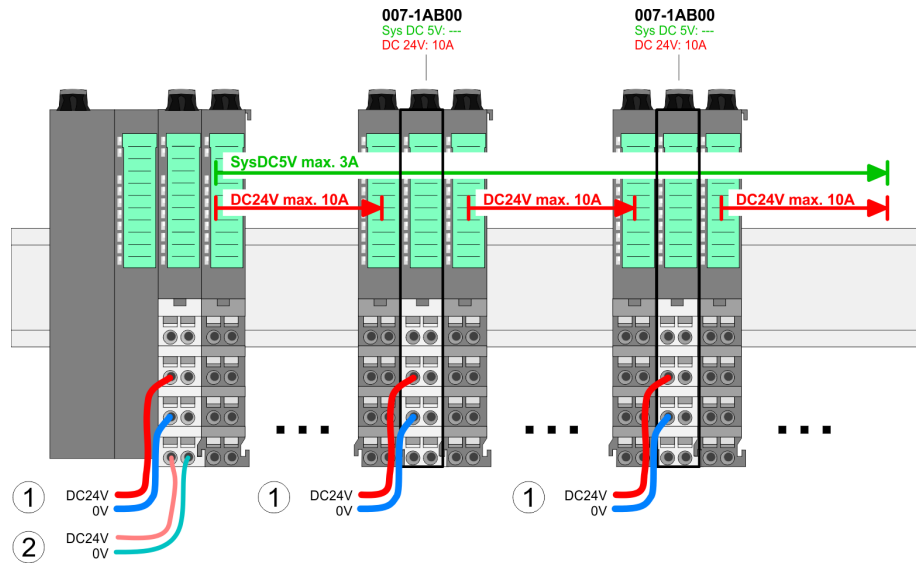 007-1AB00
Sys DC 5V: ---
DC 24V: 10A
007-1AB00
Sys DC 5V: ---
DC 24V: 10A
SysDC5V max. 3A
DC24V max. 10A
DC24V max. 10A
DC24V max. 10A
1
DC24V
0V
1
DC24V
0V
1
DC24V
0V
2
DC24V
0V